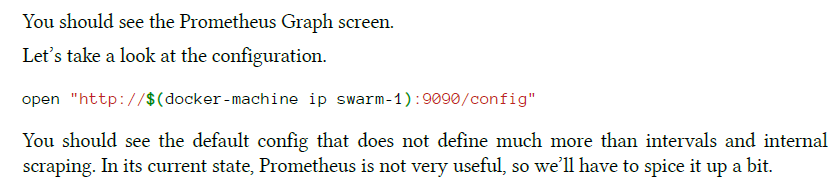 You should see the Prometheus Graph screen.
Let’s take a look at the configuration.
open "http://$(docker-machine ip swarm-1):9090/config"
You should see the default config that does not define much more than intervals and internal
scraping. In its current state, Prometheus is not very useful, so we’ll have to spice it up a bit.